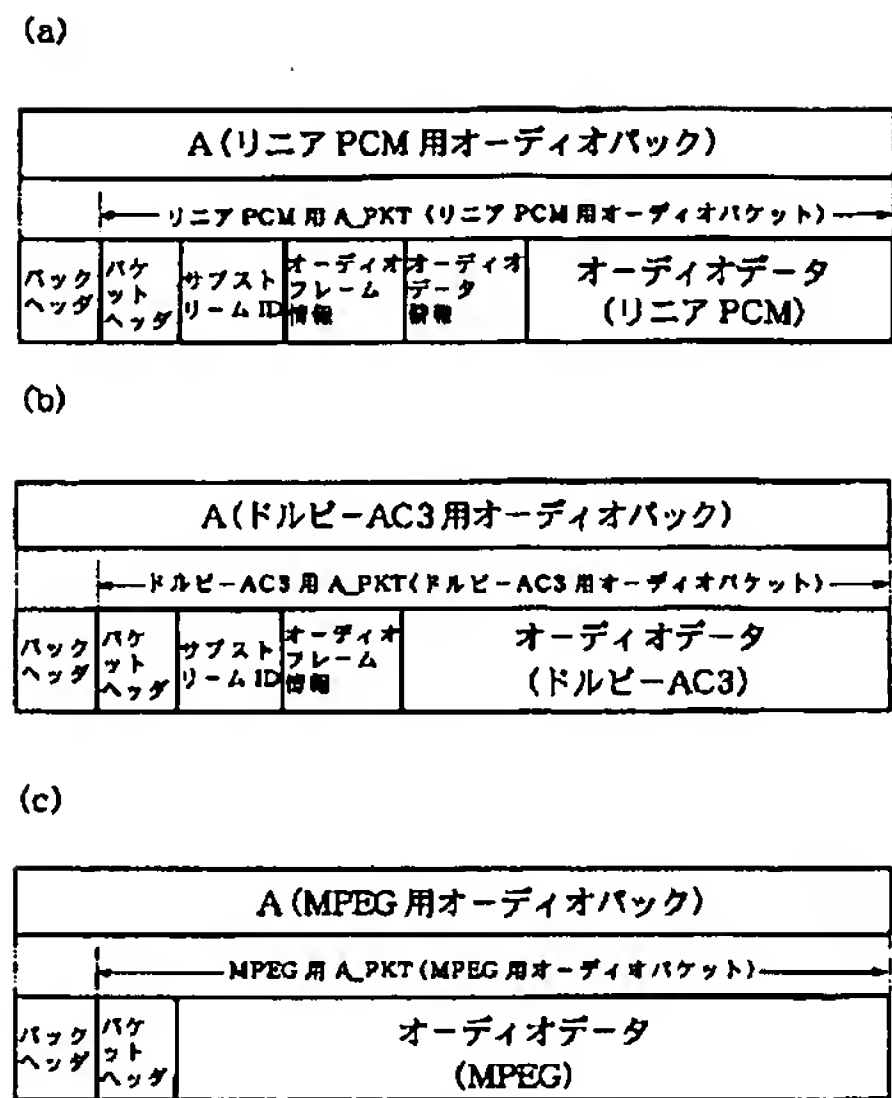 (a)
A(リニア PCM 用オーディオパック)
リニア PCM 用 A_PKT (リニア PCM 用オーディオパケット)
パック
ヘッダ
パケ
ット
ヘッダ
サブスト
リーム ID
オーディオ
フレーム
情報
オーディオ
データ
情報
オーディオデータ
(リニア PCM)
(b)
A(ドルビーAC3 用オーディオパック)
ドルビーAC3 用 A_PKT(ドルビーAC3 用オーディオパケット)
パック
ヘッダ
パケ
ット
ヘッダ
サブスト
リーム ID
オーディオ
フレーム
情報
オーディオデータ
(ドルビーAC3)
(c)
A(MPEG 用オーディオパック)
MPEG 用 A_PKT(MPEG 用オーディオパケット)
パック
ヘッダ
パケ
ット
ヘッダ
オーディオデータ
(MPEG)